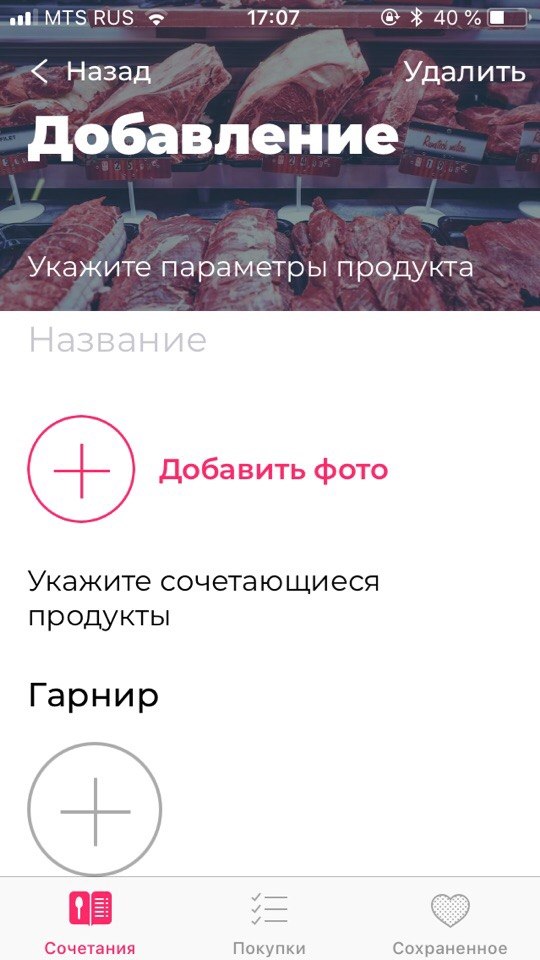 MTS RUS 17:07 40 %
Назад Удалить
Добавление
Укажите параметры продукта
Название
Добавить фото
Укажите сочетающиеся
продукты
Гарнир
Сочетания Покупки Сохраненное